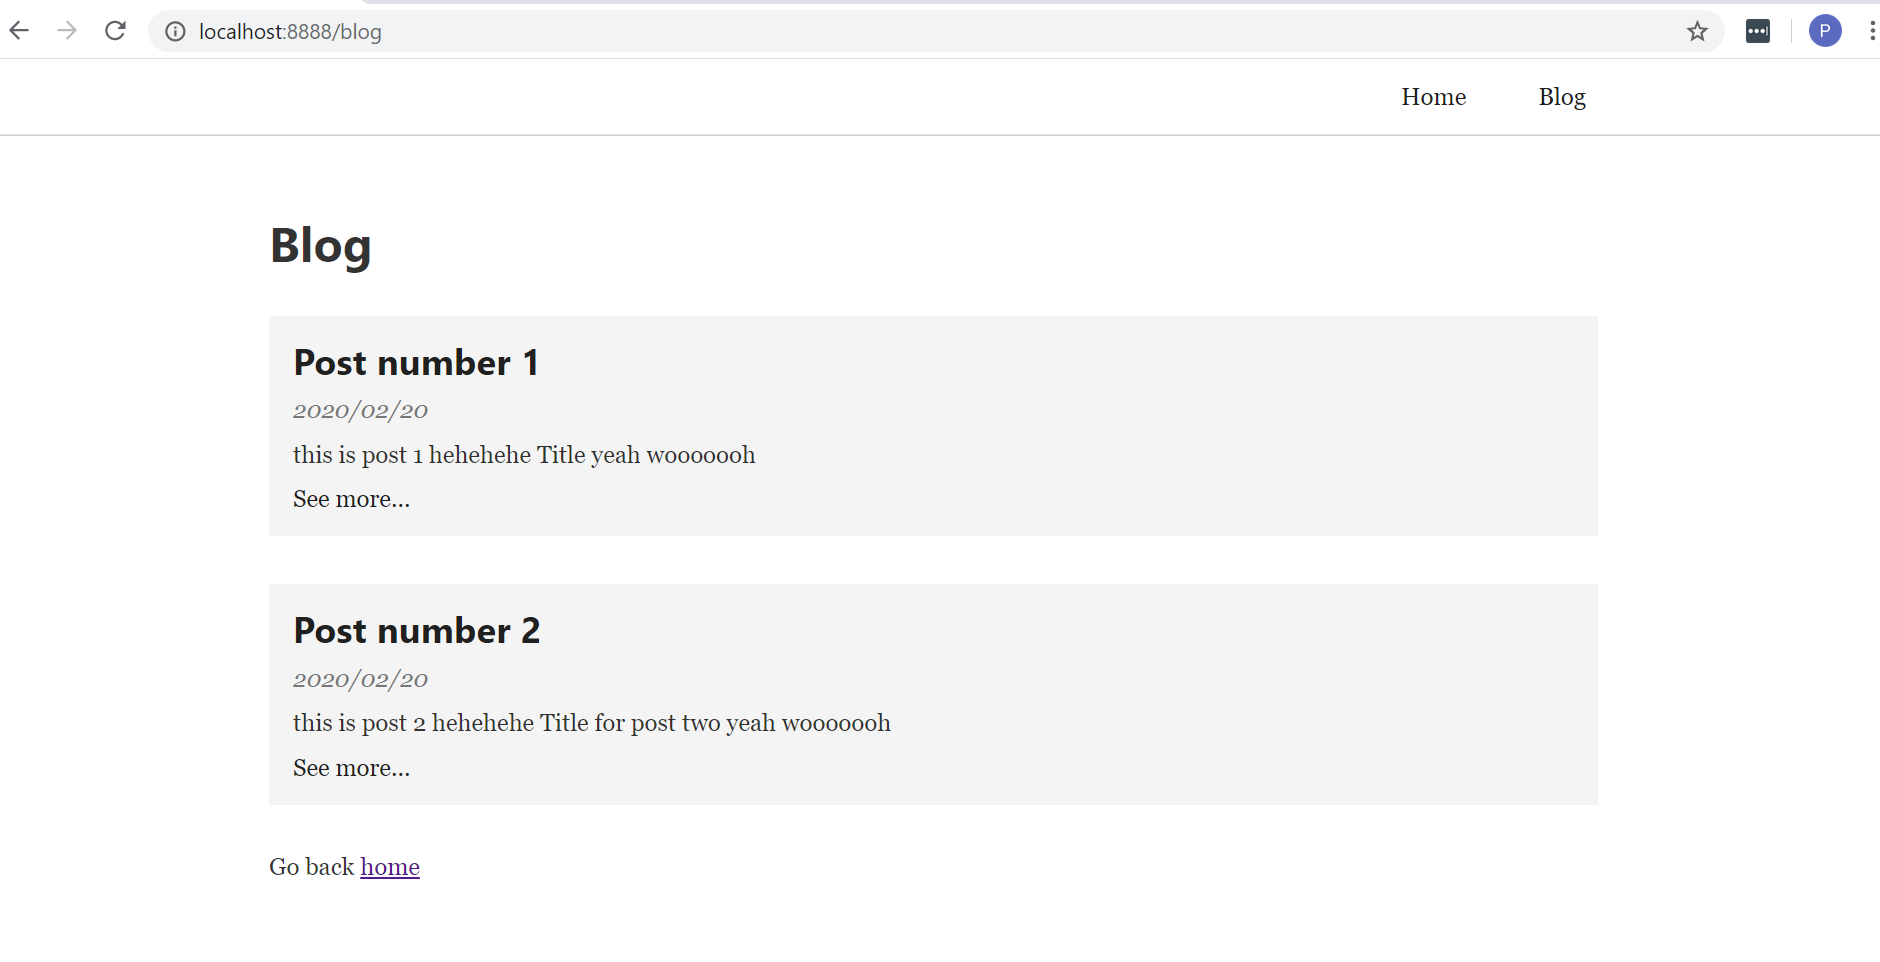 localhost:8888/blog
P
Home Blog
Blog
Post number 1
2020/02/20
this is post 1 hehehehe Title yeah wooooooh
See more...
Post number 2
2020/02/20
this is post 2 hehehehe Title for post two yeah wooooooh
See more...
Go back home